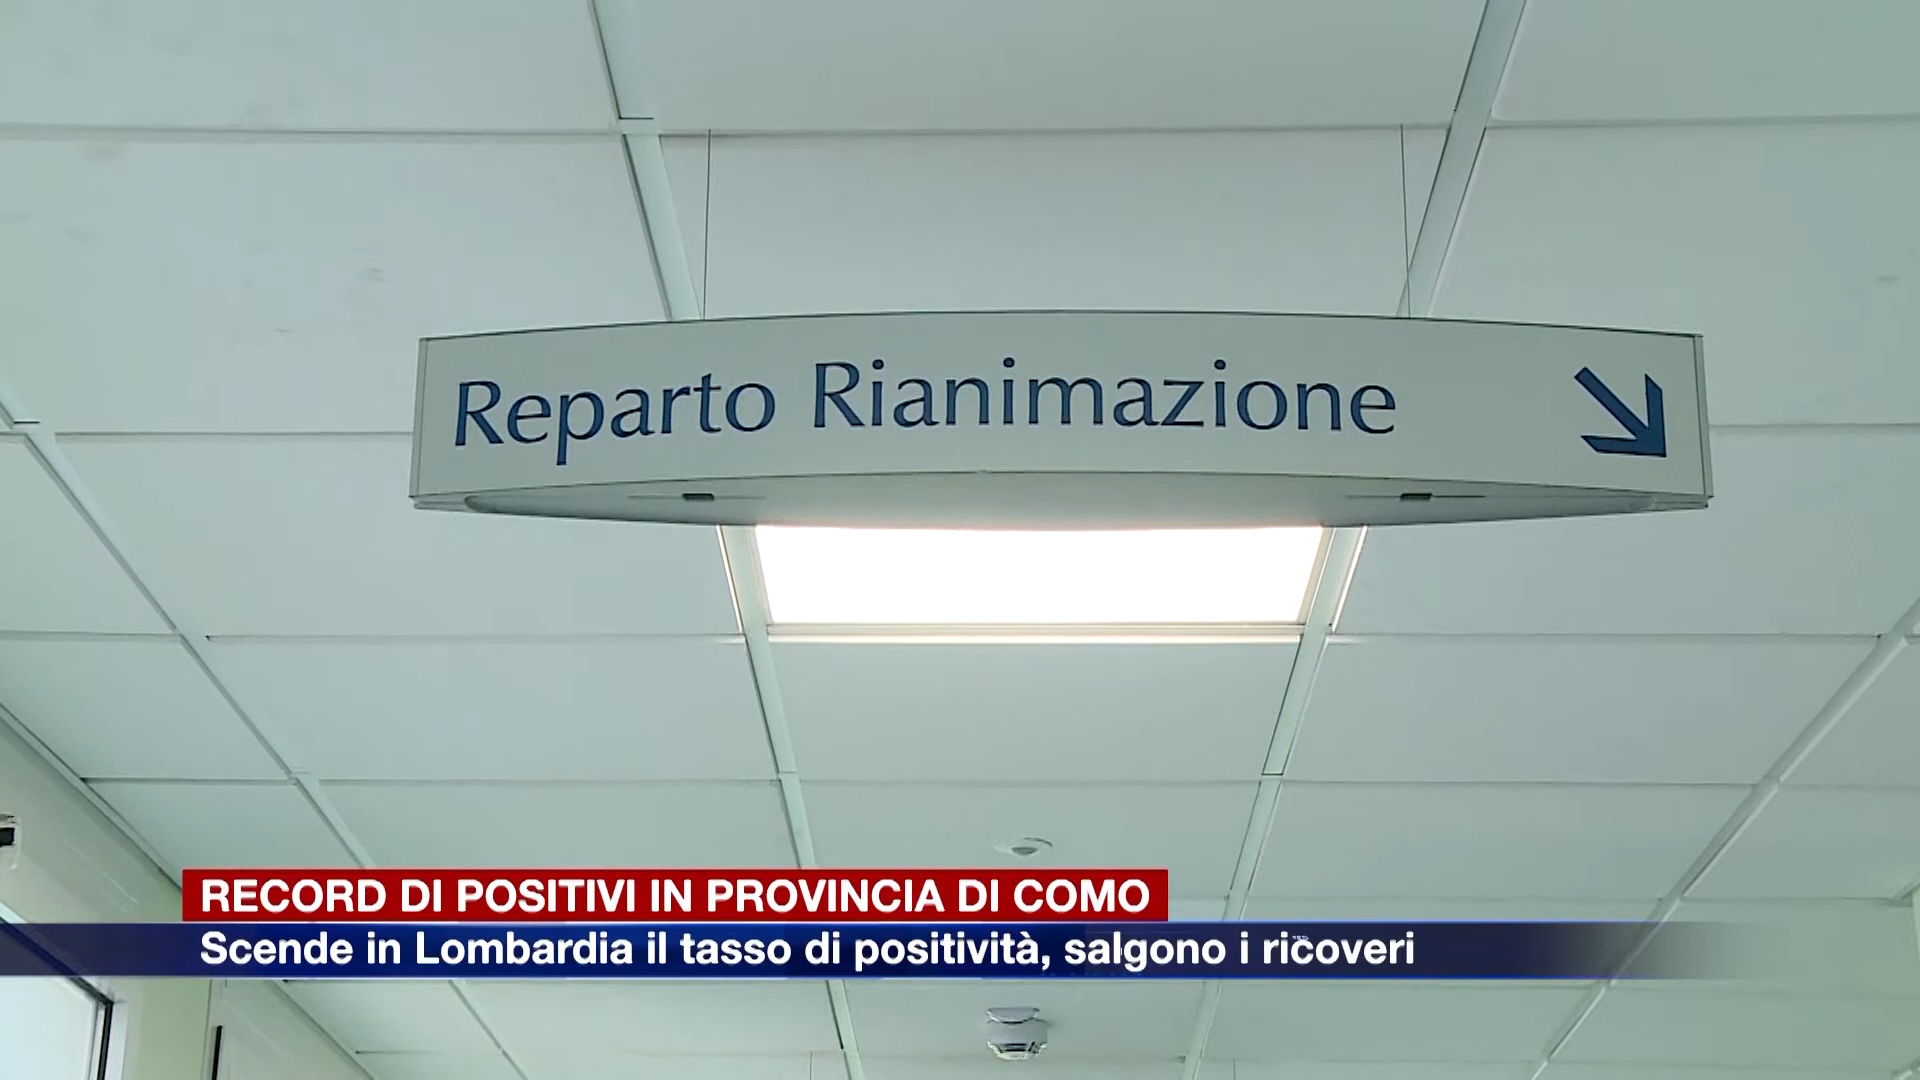 Reparto Rianimazione
RECORD DI POSITIVI IN PROVINCIA DI COMO
Scende in Lombardia il tasso di positività, salgono i ricoveri